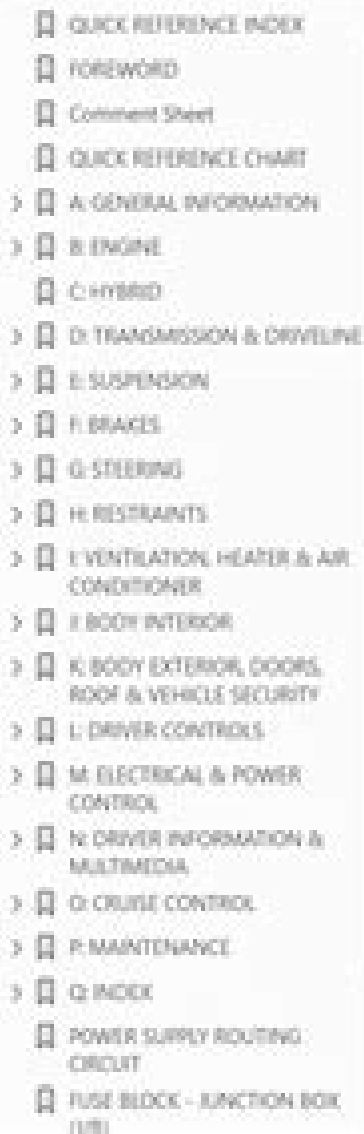 QUICK REFERENCE INDEX
FOREWORD
Comment Sheet
QUICK REFERENCE CHART
A: GENERAL INFORMATION
B: ENGINE
C: HYBRID
D: TRANSMISSION & DRIVELINE
E: SUSPENSION
F: BRAKES
G: STEERING
H: RESTRAINTS
I: VENTILATION, HEATER & AIR
CONDITIONER
J: BODY INTERIOR
K: BODY EXTERIOR, DOORS,
ROOF & VEHICLE SECURITY
L: DRIVER CONTROLS
M: ELECTRICAL & POWER
CONTROL
N: DRIVER INFORMATION &
MULTIMEDIA
O: CRUISE CONTROL
P: MAINTENANCE
Q: INDEX
POWER SUPPLY ROUTING
CIRCUIT
FUSE BLOCK - JUNCTION BOX
(J/B)